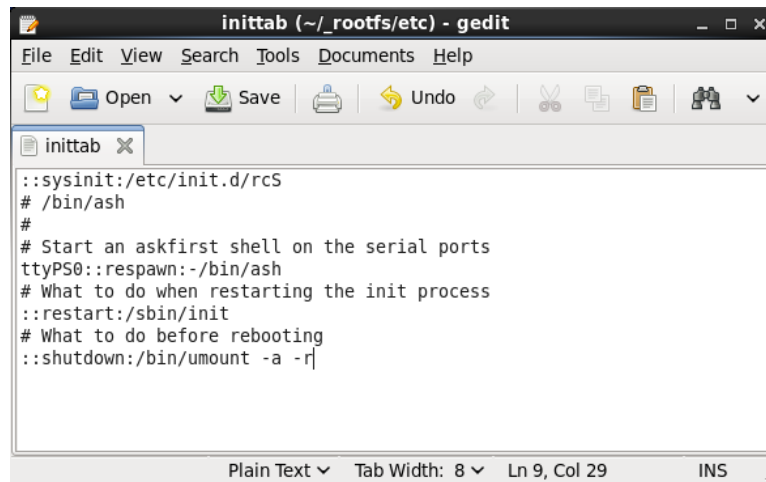 inittab (~/_rootfs/etc) - gedit
File Edit View Search Tools Documents Help
Open Save Undo
inittab
::sysinit:/etc/init.d/rcS
# /bin/ash
#
# Start an askfirst shell on the serial ports
ttyPS0::respawn:-/bin/ash
# What to do when restarting the init process
::restart:/sbin/init
# What to do before rebooting
::shutdown:/bin/umount -a -r
Plain Text Tab Width: 8 Ln 9, Col 29 INS